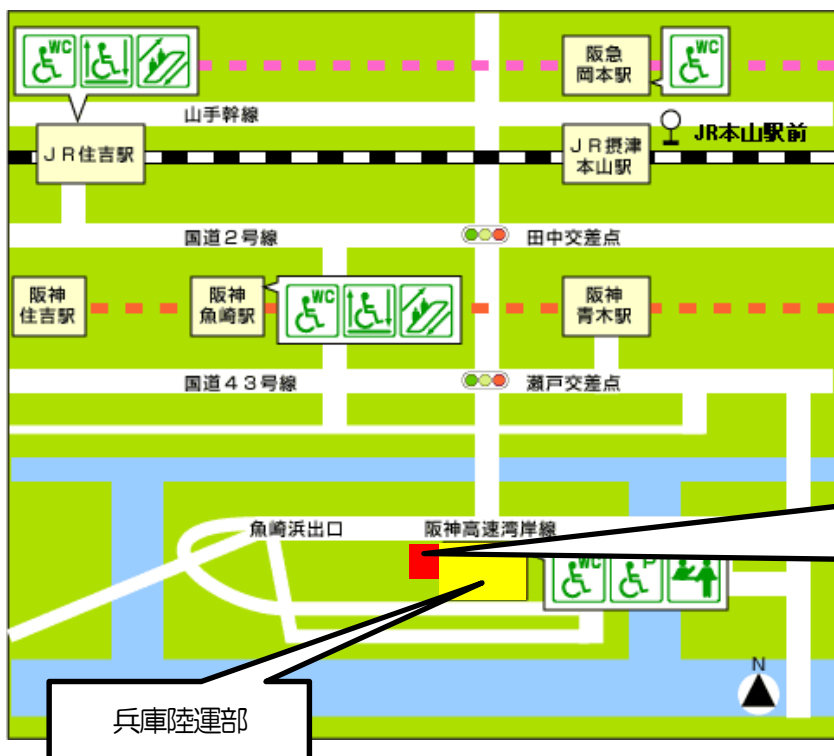 WC
阪急
岡本駅
WC
山手幹線
JR本山駅前
JR住吉駅
JR摂津
本山駅
国道2号線
田中交差点
阪神
住吉駅
阪神
魚崎駅
WC
阪神
青木駅
国道43号線
瀬戸交差点
魚崎浜出口
阪神高速湾岸線
WC
P
N
兵庫陸運部